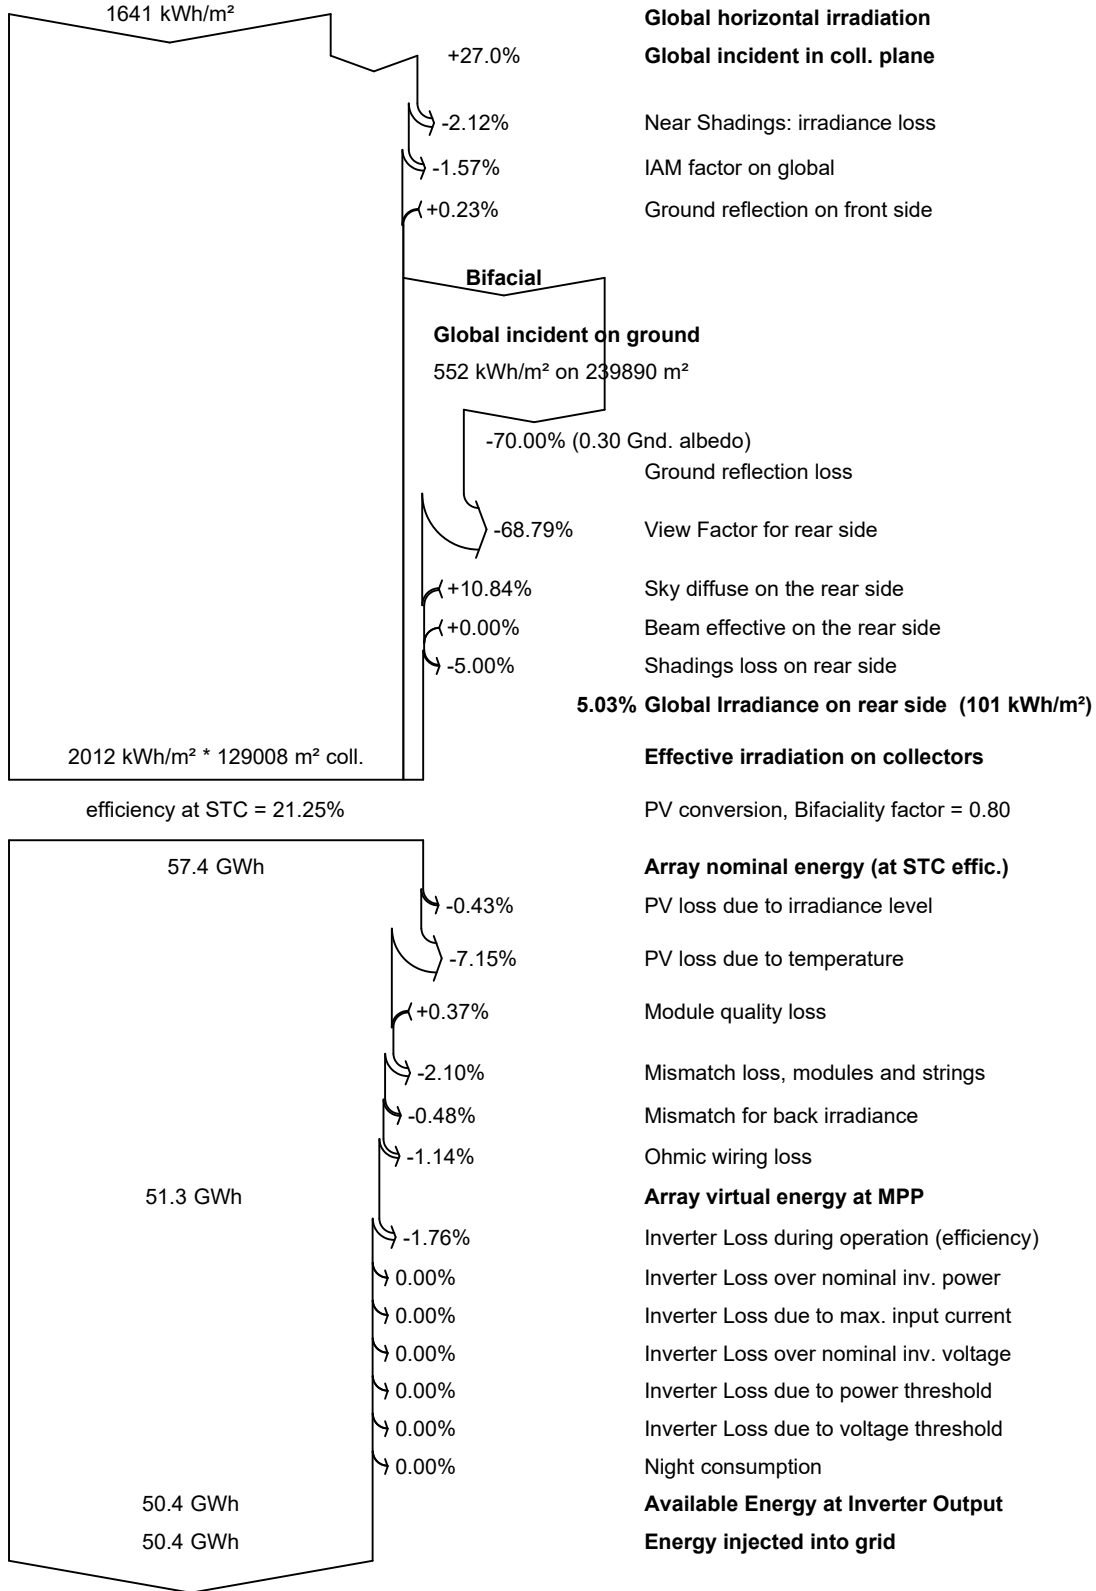 1641 kWh/m² Global horizontal irradiation
+27.0% Global incident in coll. plane
-2.12% Near Shadings: irradiance loss
-1.57% IAM factor on global
+0.23% Ground reflection on front side
Bifacial
Global incident on ground
552 kWh/m² on 239890 m²
-70.00% (0.30 Gnd. albedo)
Ground reflection loss
-68.79% View Factor for rear side
+10.84% Sky diffuse on the rear side
+0.00% Beam effective on the rear side
-5.00% Shadings loss on rear side
5.03% Global Irradiance on rear side (101 kWh/m²)
2012 kWh/m² * 129008 m² coll. Effective irradiation on collectors
efficiency at STC = 21.25% PV conversion, Bifaciality factor = 0.80
57.4 GWh Array nominal energy (at STC effic.)
-0.43% PV loss due to irradiance level
-7.15% PV loss due to temperature
+0.37% Module quality loss
-2.10% Mismatch loss, modules and strings
-0.48% Mismatch for back irradiance
-1.14% Ohmic wiring loss
51.3 GWh Array virtual energy at MPP
-1.76% Inverter Loss during operation (efficiency)
0.00% Inverter Loss over nominal inv. power
0.00% Inverter Loss due to max. input current
0.00% Inverter Loss over nominal inv. voltage
0.00% Inverter Loss due to power threshold
0.00% Inverter Loss due to voltage threshold
0.00% Night consumption
50.4 GWh Available Energy at Inverter Output
50.4 GWh Energy injected into grid